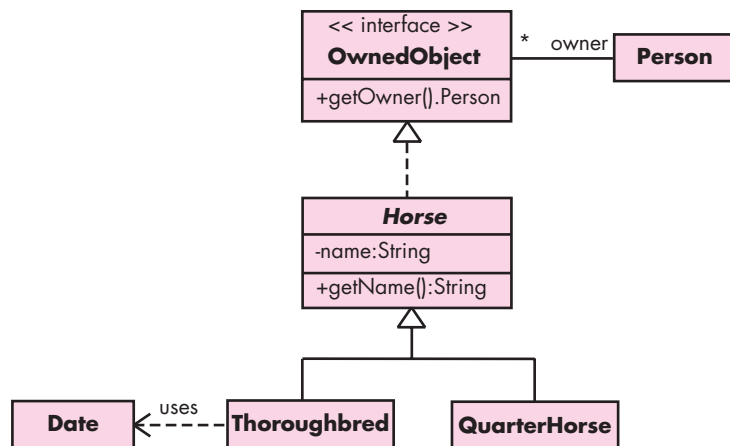 << interface >>
OwnedObject
* owner
Person
+getOwner().Person
Horse
-name:String
+getName():String
Date
uses
Thoroughbred
QuarterHorse